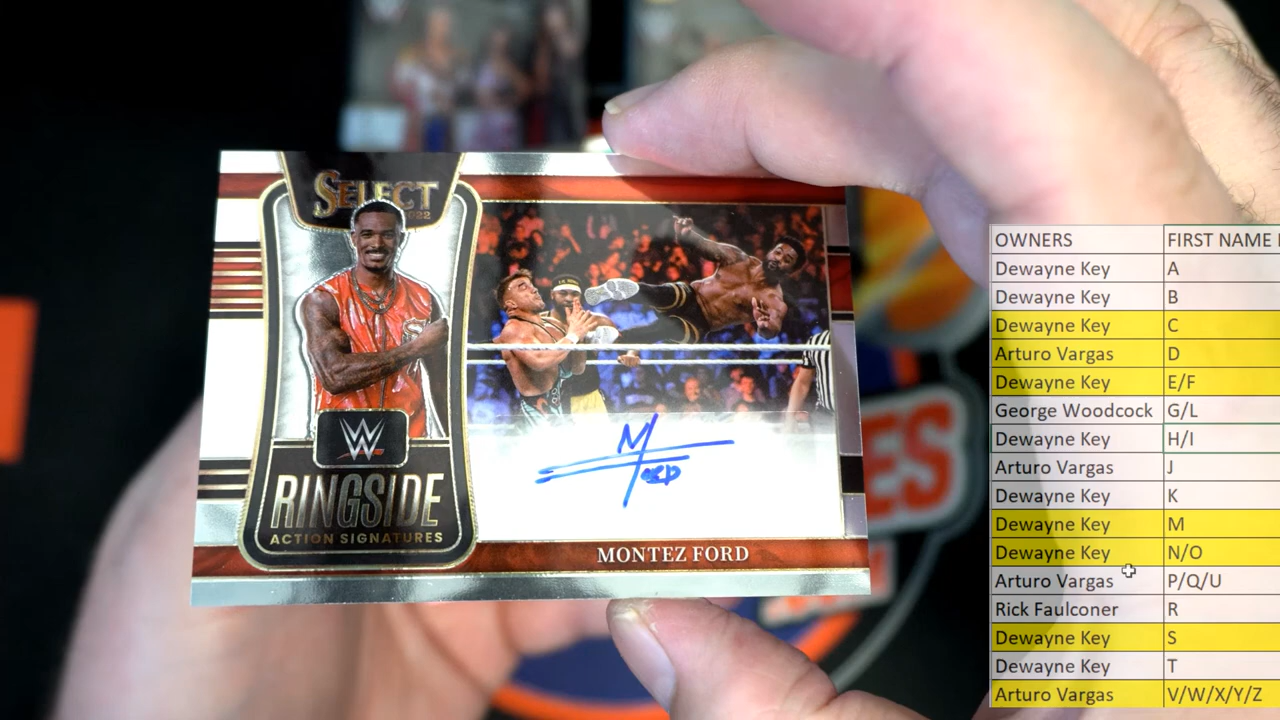 SELECT
2022
W
RINGSIDE
ACTION SIGNATURES
MONTEZ FORD
ES
OWNERS FIRST NAME
Dewayne Key A
Dewayne Key B
Dewayne Key C
Arturo Vargas D
Dewayne Key E/F
George Woodcock G/L
Dewayne Key H/I
Arturo Vargas J
Dewayne Key K
Dewayne Key M
Dewayne Key N/O
Arturo Vargas P/Q/U
Rick Faulconer R
Dewayne Key S
Dewayne Key T
Arturo Vargas V/W/X/Y/Z